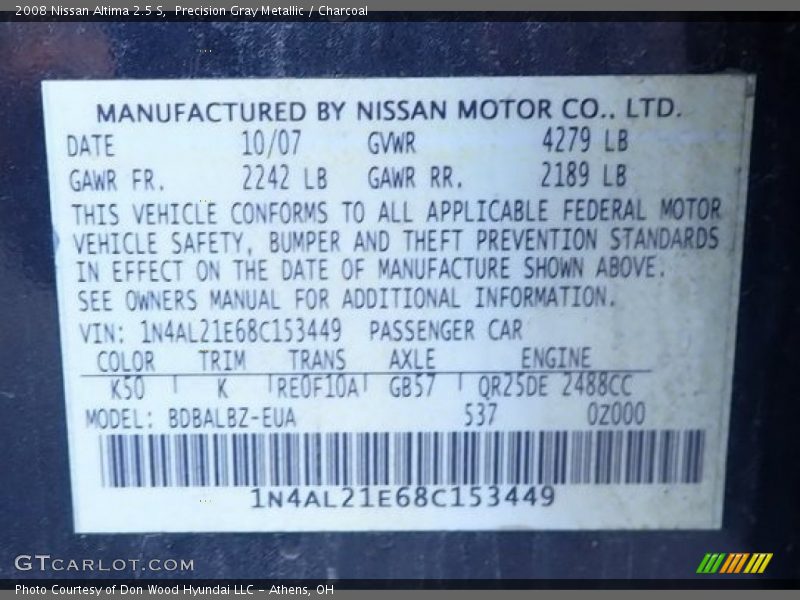 2008 Nissan Altima 2.5 S, Precision Gray Metallic / Charcoal
MANUFACTURED BY NISSAN MOTOR CO., LTD.
DATE 10/07 GVWR 4279 LB
GAWR FR. 2242 LB GAWR RR. 2189 LB
THIS VEHICLE CONFORMS TO ALL APPLICABLE FEDERAL MOTOR
VEHICLE SAFETY, BUMPER AND THEFT PREVENTION STANDARDS
IN EFFECT ON THE DATE OF MANUFACTURE SHOWN ABOVE.
SEE OWNERS MANUAL FOR ADDITIONAL INFORMATION.
VIN: 1N4AL21E68C153449 PASSENGER CAR
COLOR TRIM TRANS AXLE ENGINE
K50 K RE0F10A GB57 QR25DE 2488CC
MODEL: BDBALBZ-EUA 537 0Z000
1N4AL21E68C153449
GTCARLOT.COM
Photo Courtesy of Don Wood Hyundai LLC - Athens, OH